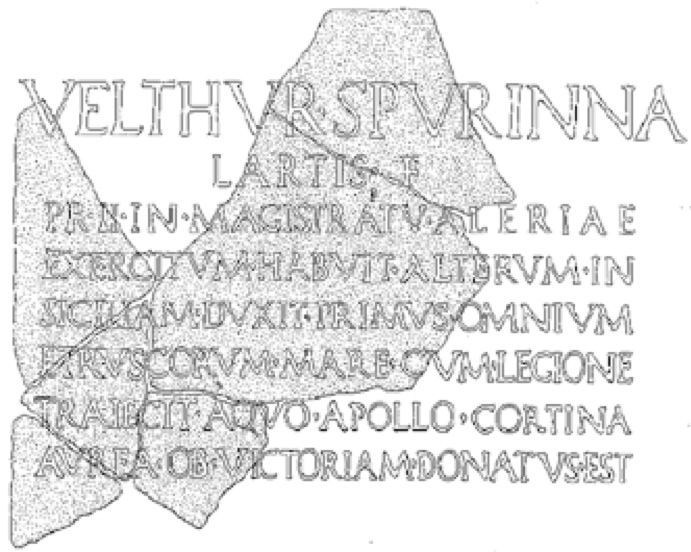 VELTHVR·SPVRINNA
LARTIS·F
PR·II·IN·MAGISTRATV·ALERIAE
EXERCITVM·HABVIT·ALTERVM·IN
SICILIAM·DVXIT·PRIMVS·OMNIVM
ETRVSCORVM·MARE·CVM·LEGIONE
TRAIECIT·A·QVO·APOLLO·CORTINA
AVREA·OB·VICTORIAM·DONATVS·EST